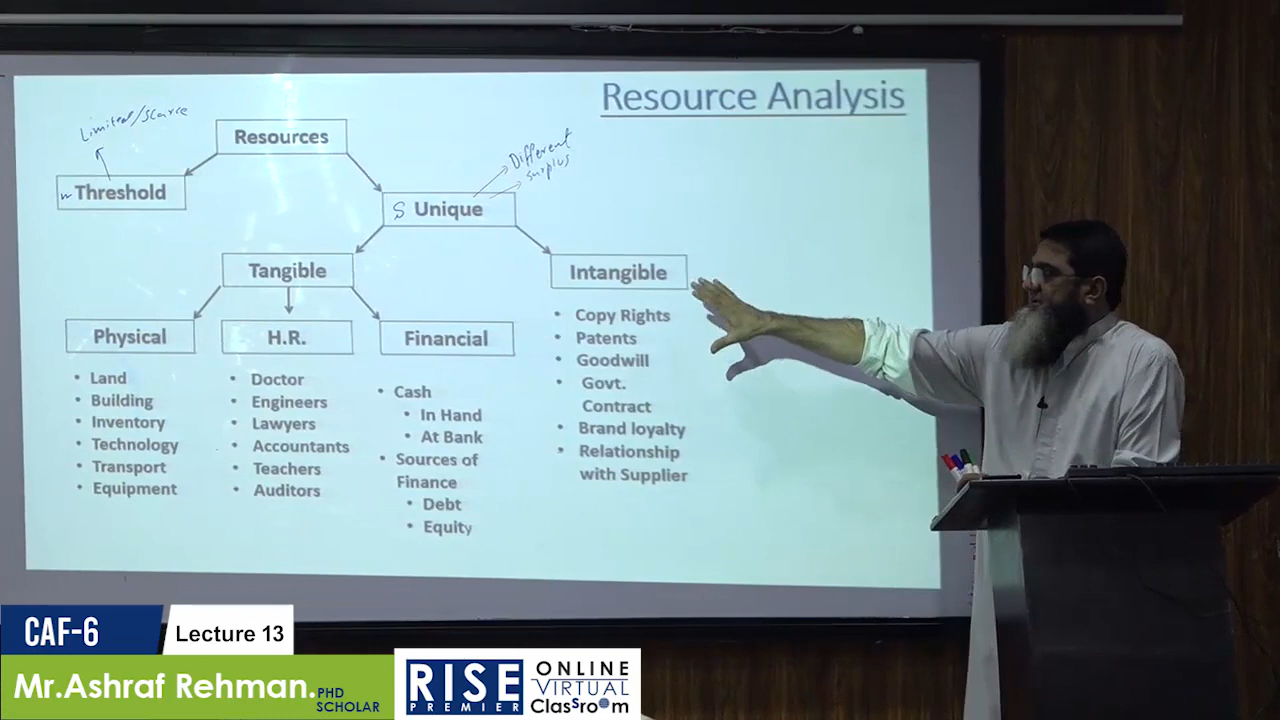 Resource Analysis
Limited/Scarce
Resources
Different
Surplus
w Threshold
S Unique
Tangible
Intangible
Physical
H.R.
Financial
• Land
• Building
• Inventory
• Technology
• Transport
• Equipment
• Doctor
• Engineers
• Lawyers
• Accountants
• Teachers
• Auditors
• Cash
• In Hand
• At Bank
• Sources of
Finance
• Debt
• Equity
• Copy Rights
• Patents
• Goodwill
• Govt.
Contract
• Brand loyalty
• Relationship
with Supplier
CAF-6
Lecture 13
Mr.Ashraf Rehman.
PHD
SCHOLAR
RISE
PREMIER
ONLINE
VIRTUAL
Classroom